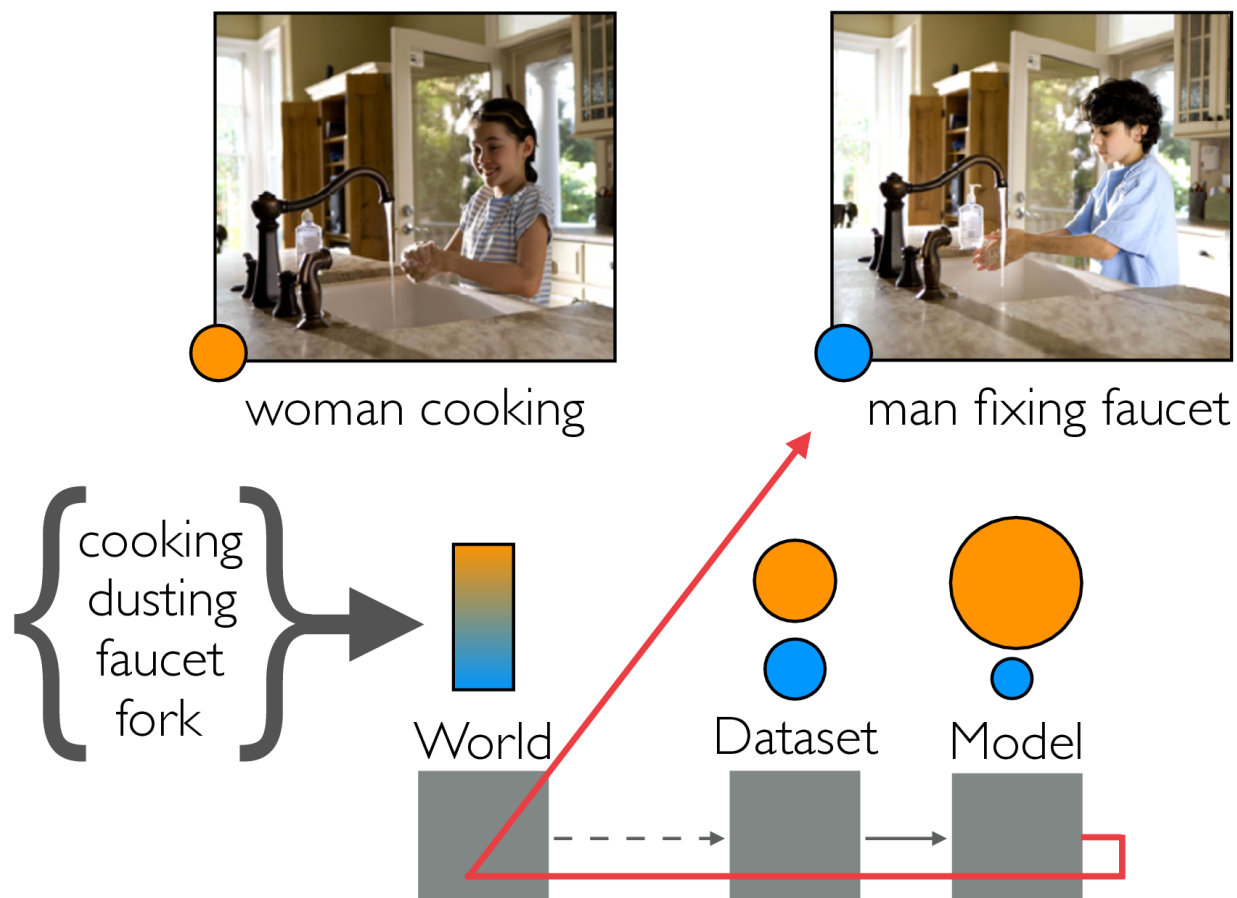 woman cooking
man fixing faucet
cooking
dusting
faucet
fork
World
Dataset
Model